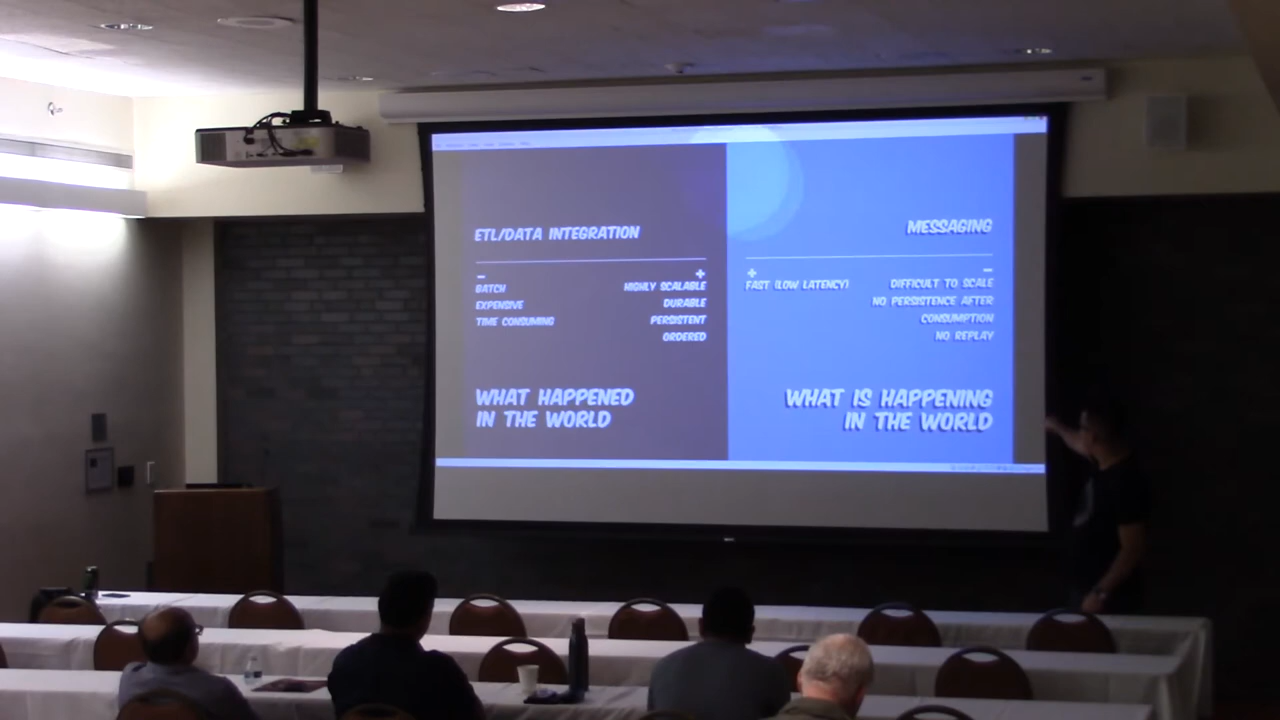 ETL/DATA INTEGRATION
-
+
BATCH
HIGHLY SCALABLE
EXPENSIVE
DURABLE
TIME CONSUMING
PERSISTENT
ORDERED
WHAT HAPPENED
IN THE WORLD
MESSAGING
+
-
FAST (LOW LATENCY)
DIFFICULT TO SCALE
NO PERSISTENCE AFTER
CONSUMPTION
NO REPLAY
WHAT IS HAPPENING
IN THE WORLD